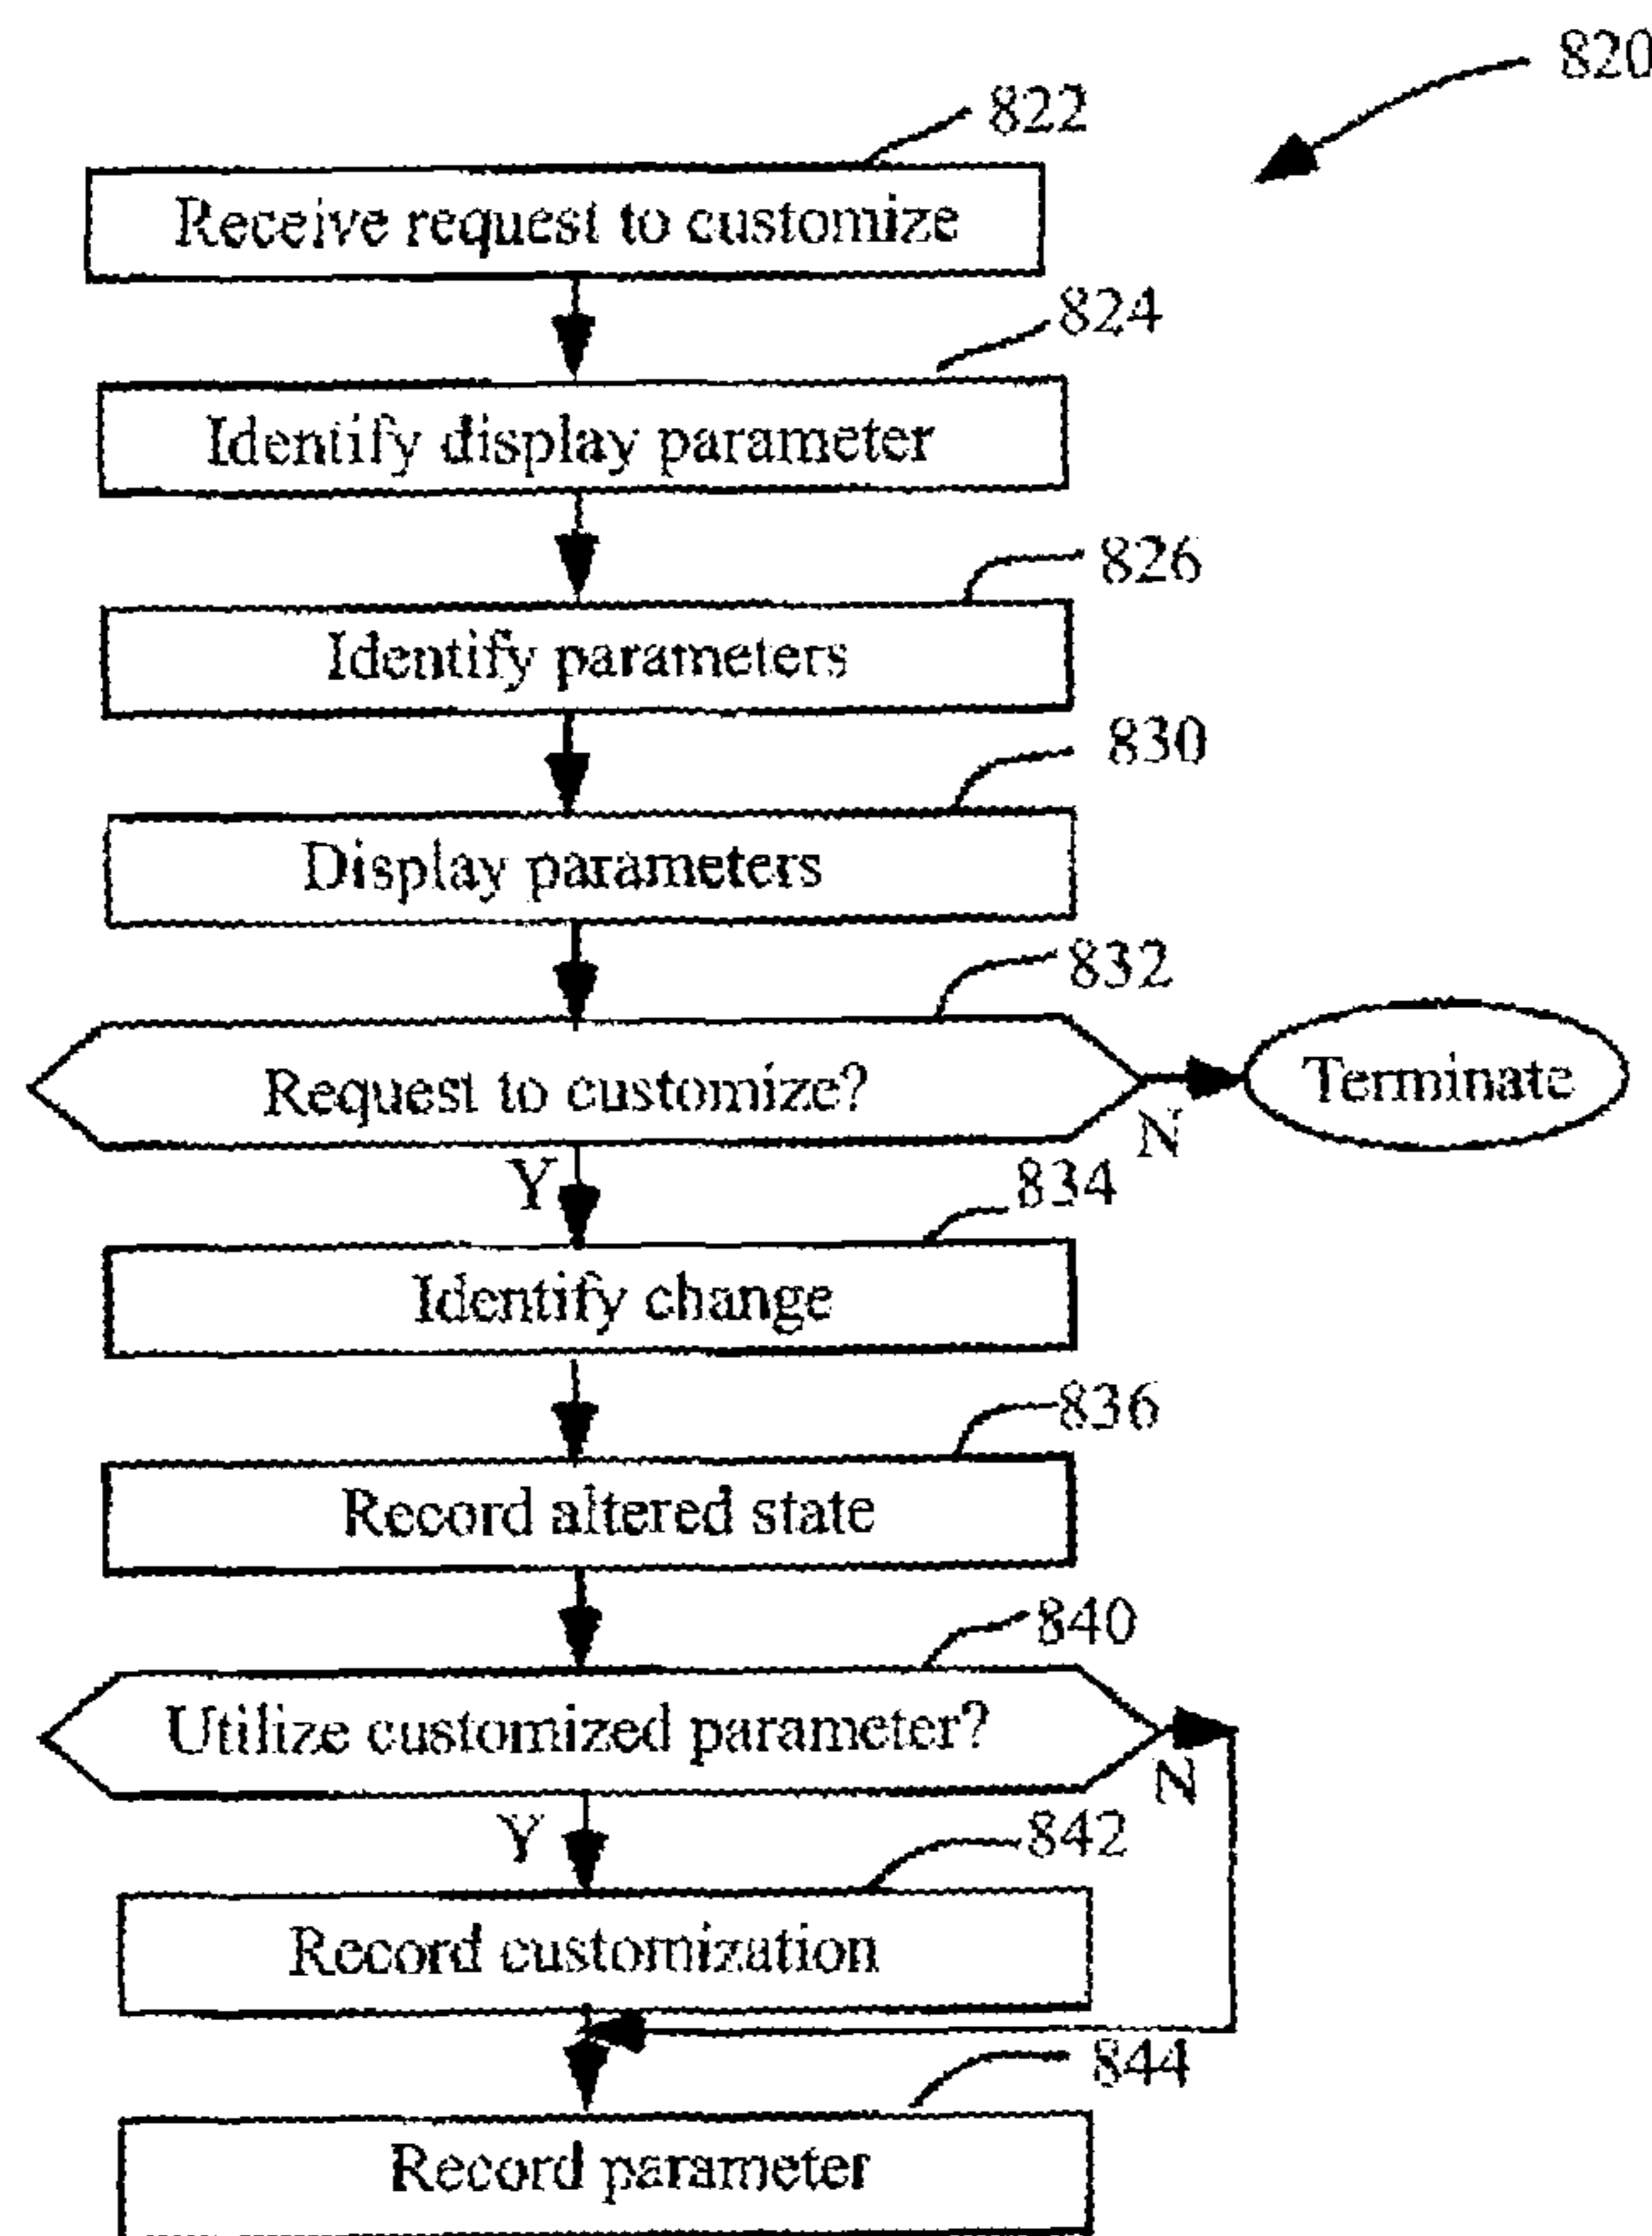 820
822
Receive request to customize
824
Identify display parameter
826
Identify parameters
830
Display parameters
832
Request to customize?
Terminate
N
Y
834
Identify change
836
Record altered state
840
Utilize customized parameter?
N
Y
842
Record customization
844
Record parameter